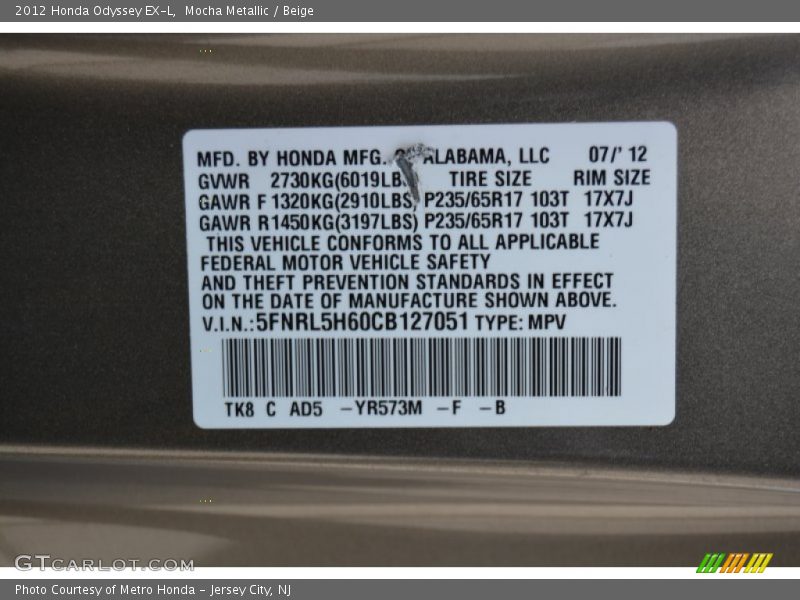 2012 Honda Odyssey EX-L, Mocha Metallic / Beige
MFD. BY HONDA MFG. ALABAMA, LLC 07/' 12
GVWR 2730KG(6019LBS) TIRE SIZE RIM SIZE
GAWR F 1320KG(2910LBS) P235/65R17 103T 17X7J
GAWR R1450KG(3197LBS) P235/65R17 103T 17X7J
THIS VEHICLE CONFORMS TO ALL APPLICABLE
FEDERAL MOTOR VEHICLE SAFETY
AND THEFT PREVENTION STANDARDS IN EFFECT
ON THE DATE OF MANUFACTURE SHOWN ABOVE.
V.I.N.:5FNRL5H60CB127051 TYPE: MPV
TK8 C AD5 -YR573M -F -B
GTCARLOT.COM
Photo Courtesy of Metro Honda - Jersey City, NJ